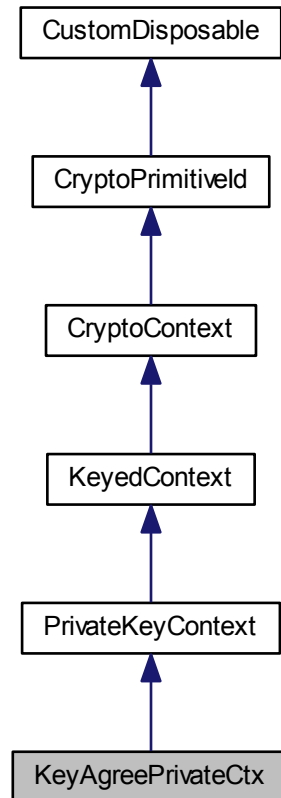 CustomDisposable
CryptoPrimitiveId
CryptoContext
KeyedContext
PrivateKeyContext
KeyAgreePrivateCtx